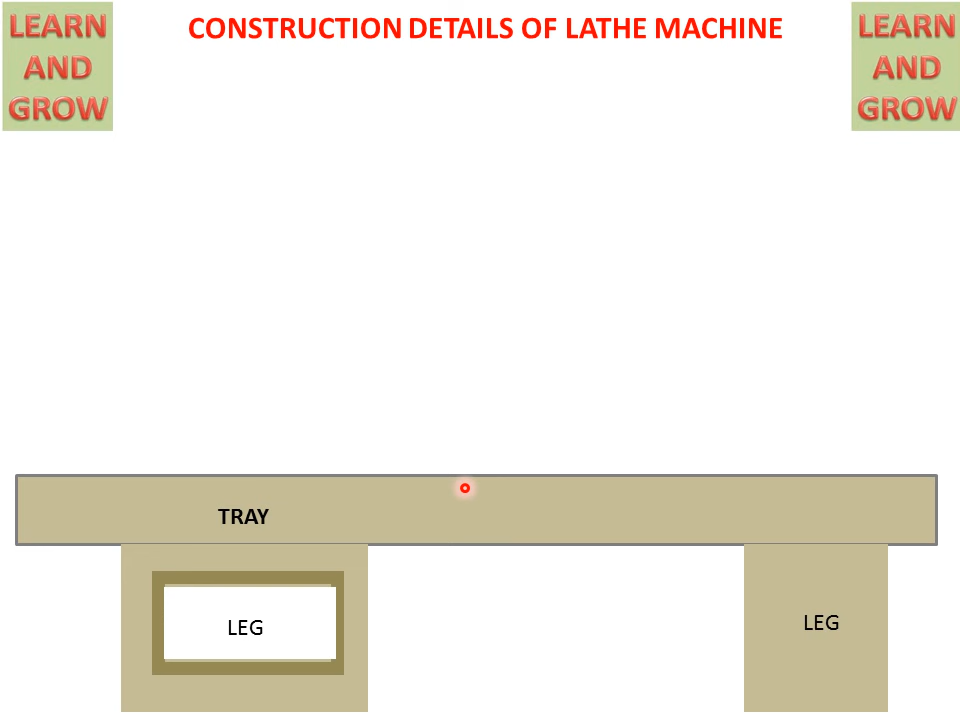 LEARN
AND
GROW
CONSTRUCTION DETAILS OF LATHE MACHINE
LEARN
AND
GROW
TRAY
LEG
LEG